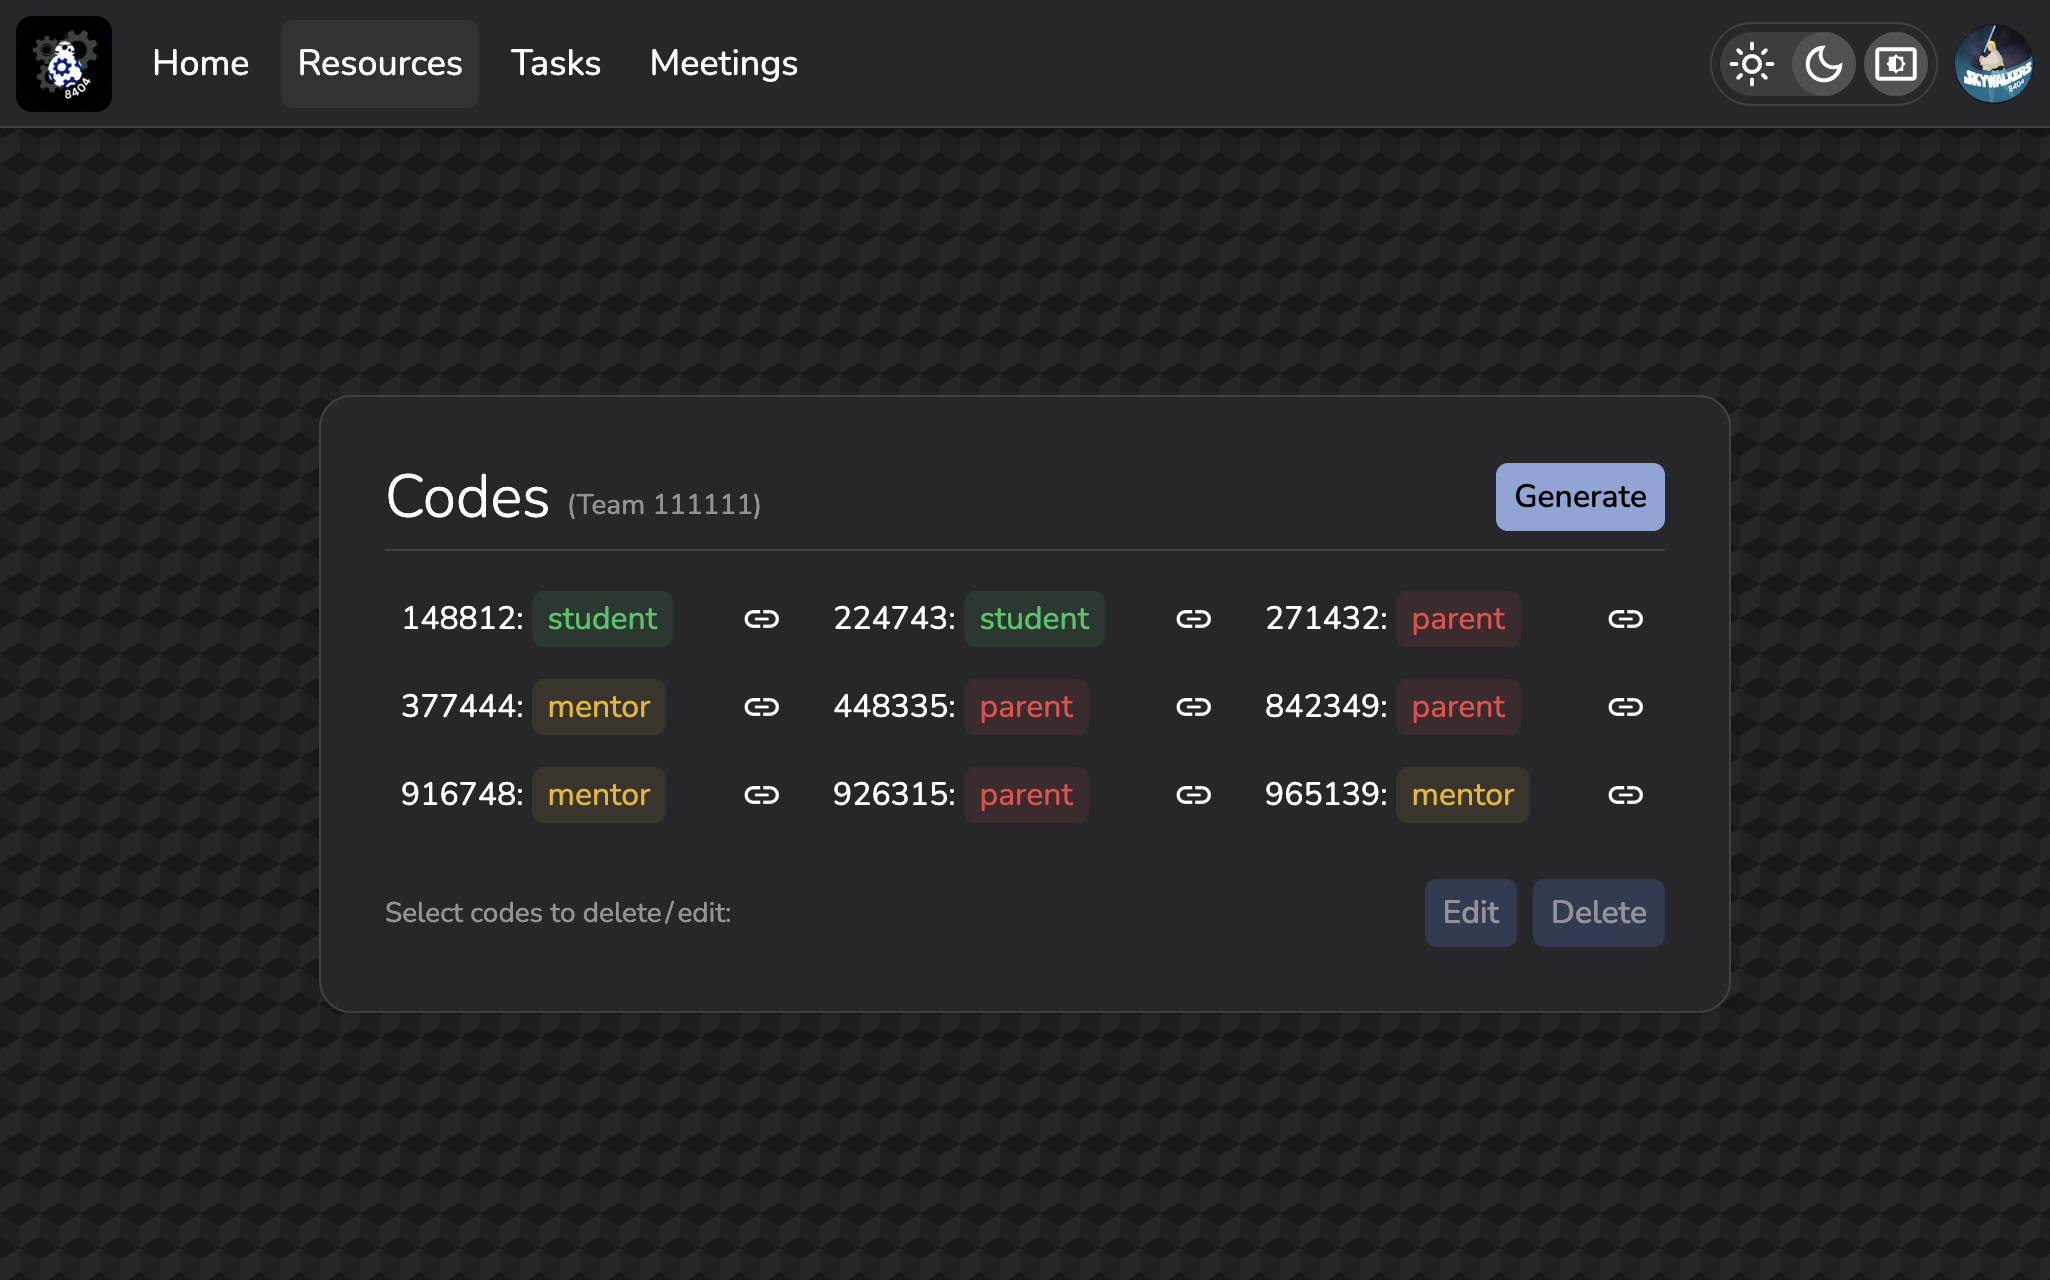 8404 Home Resources Tasks Meetings SKYWALKERS 8404
Codes (Team 111111) Generate
148812: student 224743: student 271432: parent
377444: mentor 448335: parent 842349: parent
916748: mentor 926315: parent 965139: mentor
Select codes to delete/edit: Edit Delete